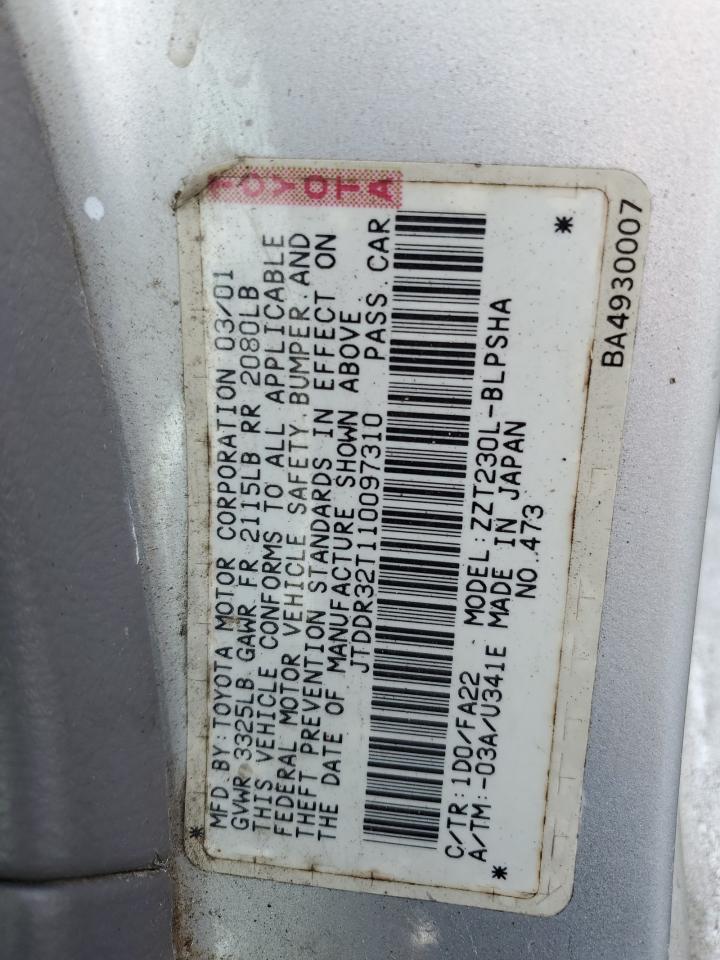 TOYOTA
MFD. BY: TOYOTA MOTOR CORPORATION 03/01
GVWR 3325LB GAWR FR 2115LB RR 2080LB
THIS VEHICLE CONFORMS TO ALL APPLICABLE
FEDERAL MOTOR VEHICLE SAFETY, BUMPER, AND
THEFT PREVENTION STANDARDS IN EFFECT ON
THE DATE OF MANUFACTURE SHOWN ABOVE.
JTDDR32T110097310 PASS. CAR
C/TR: 1D0/FA22 MODEL: ZZT230L-BLPSHA
A/TM: -03A/U341E MADE IN JAPAN
NO. 473
BA4930007